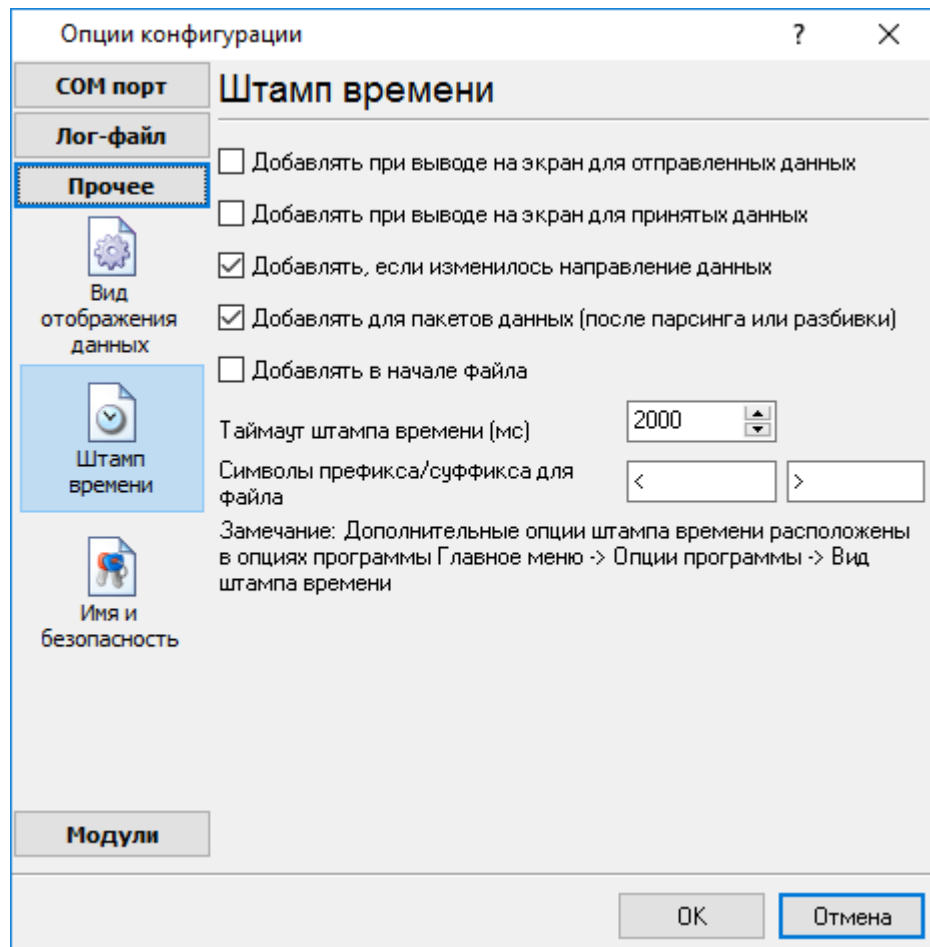 Опции конфигурации
?
COM порт
Лог-файл
Прочее
Вид
отображения
данных
Штамп
времени
Имя и
безопасность
Модули
Штамп времени
Добавлять при выводе на экран для отправленных данных
Добавлять при выводе на экран для принятых данных
Добавлять, если изменилось направление данных
Добавлять для пакетов данных (после парсинга или разбивки)
Добавлять в начале файла
Таймаут штампа времени (мс)
2000
Символы префикса/суффикса для
файла
<
>
Замечание: Дополнительные опции штампа времени расположены
в опциях программы Главное меню -> Опции программы -> Вид
штампа времени
OK
Отмена